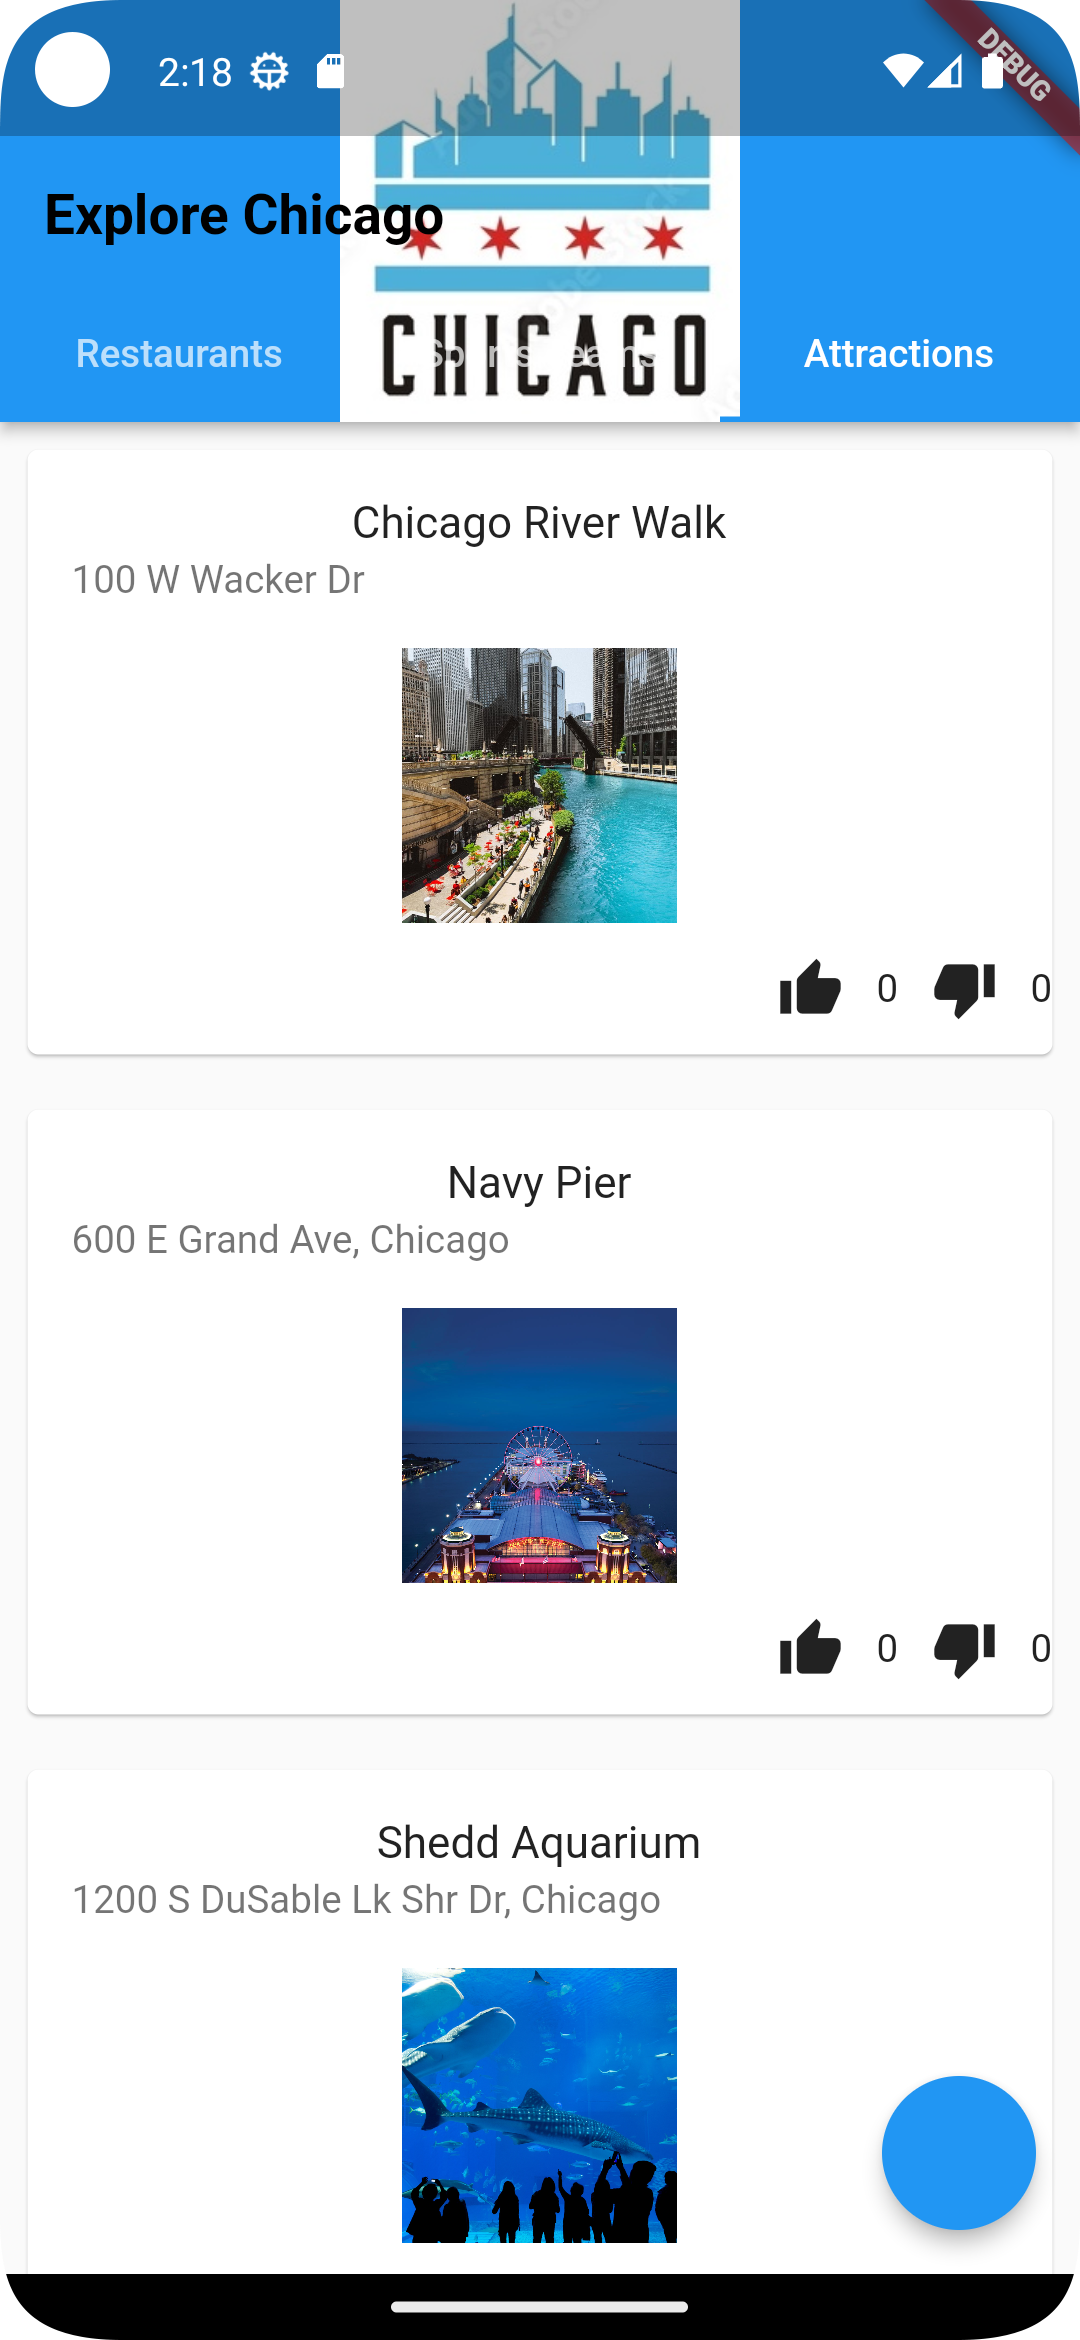 2:18
DEBUG
Explore Chicago
Restaurants
Sports Teams
Attractions
CHICAGO
Chicago River Walk
100 W Wacker Dr
0
0
Navy Pier
600 E Grand Ave, Chicago
0
0
Shedd Aquarium
1200 S DuSable Lk Shr Dr, Chicago